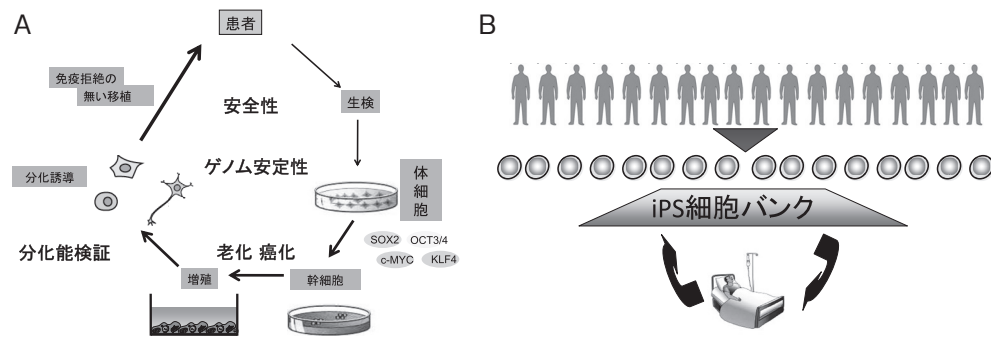 A
患者
免疫拒絶の
無い移植
生検
安全性
ゲノム安定性
分化誘導
体
細
胞
SOX2 OCT3/4
c-MYC KLF4
分化能検証
老化 癌化
増殖
幹細胞
B
iPS細胞バンク